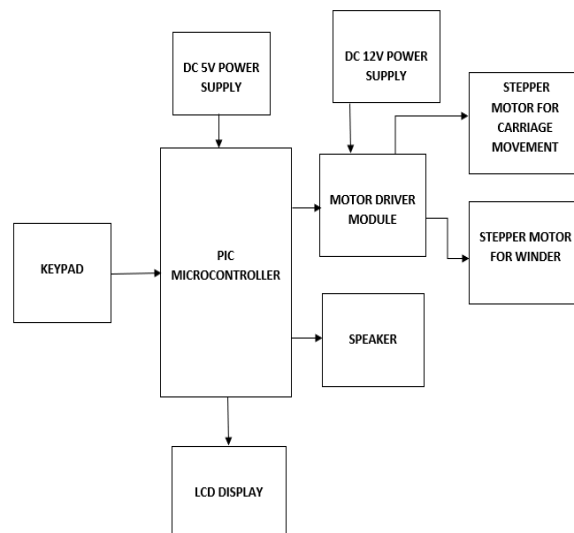 DC 5V POWER
SUPPLY
DC 12V POWER
SUPPLY
STEPPER
MOTOR FOR
CARRIAGE
MOVEMENT
MOTOR DRIVER
MODULE
STEPPER MOTOR
FOR WINDER
KEYPAD
PIC
MICROCONTROLLER
SPEAKER
LCD DISPLAY